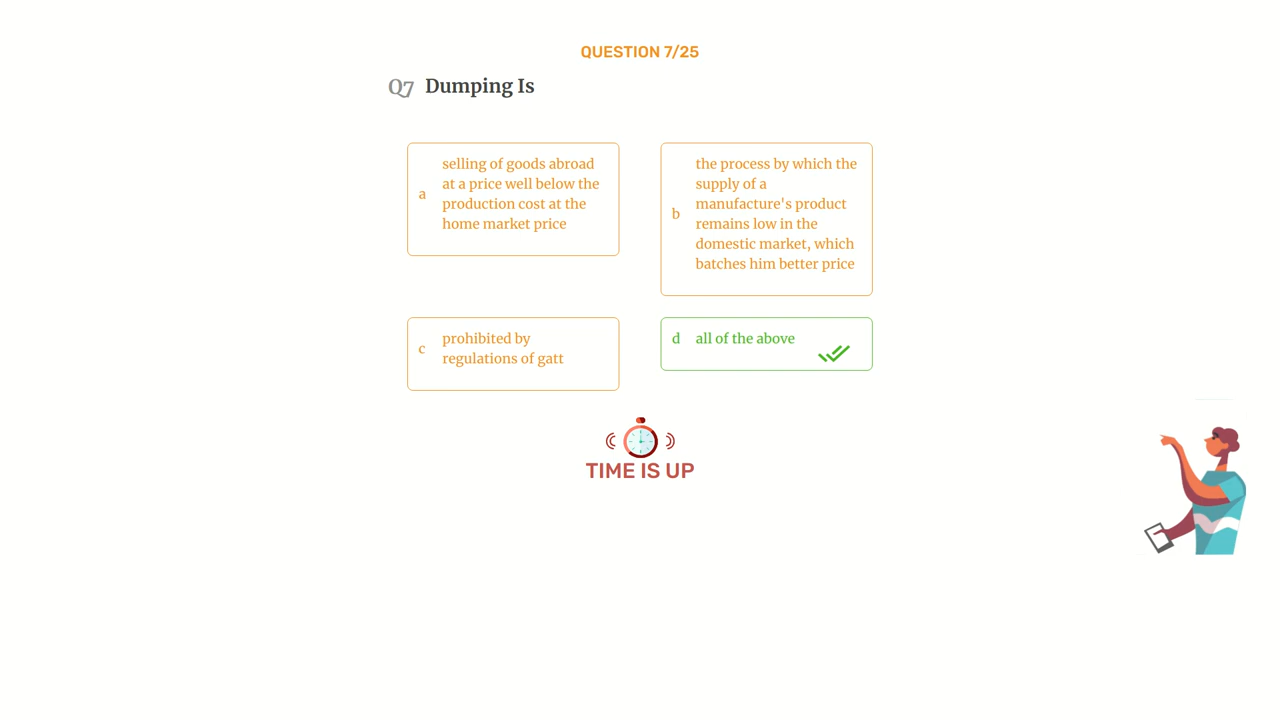 QUESTION 7/25
Q7 Dumping Is
a
selling of goods abroad
at a price well below the
production cost at the
home market price
b
the process by which the
supply of a
manufacture's product
remains low in the
domestic market, which
batches him better price
c
prohibited by
regulations of gatt
d all of the above
TIME IS UP